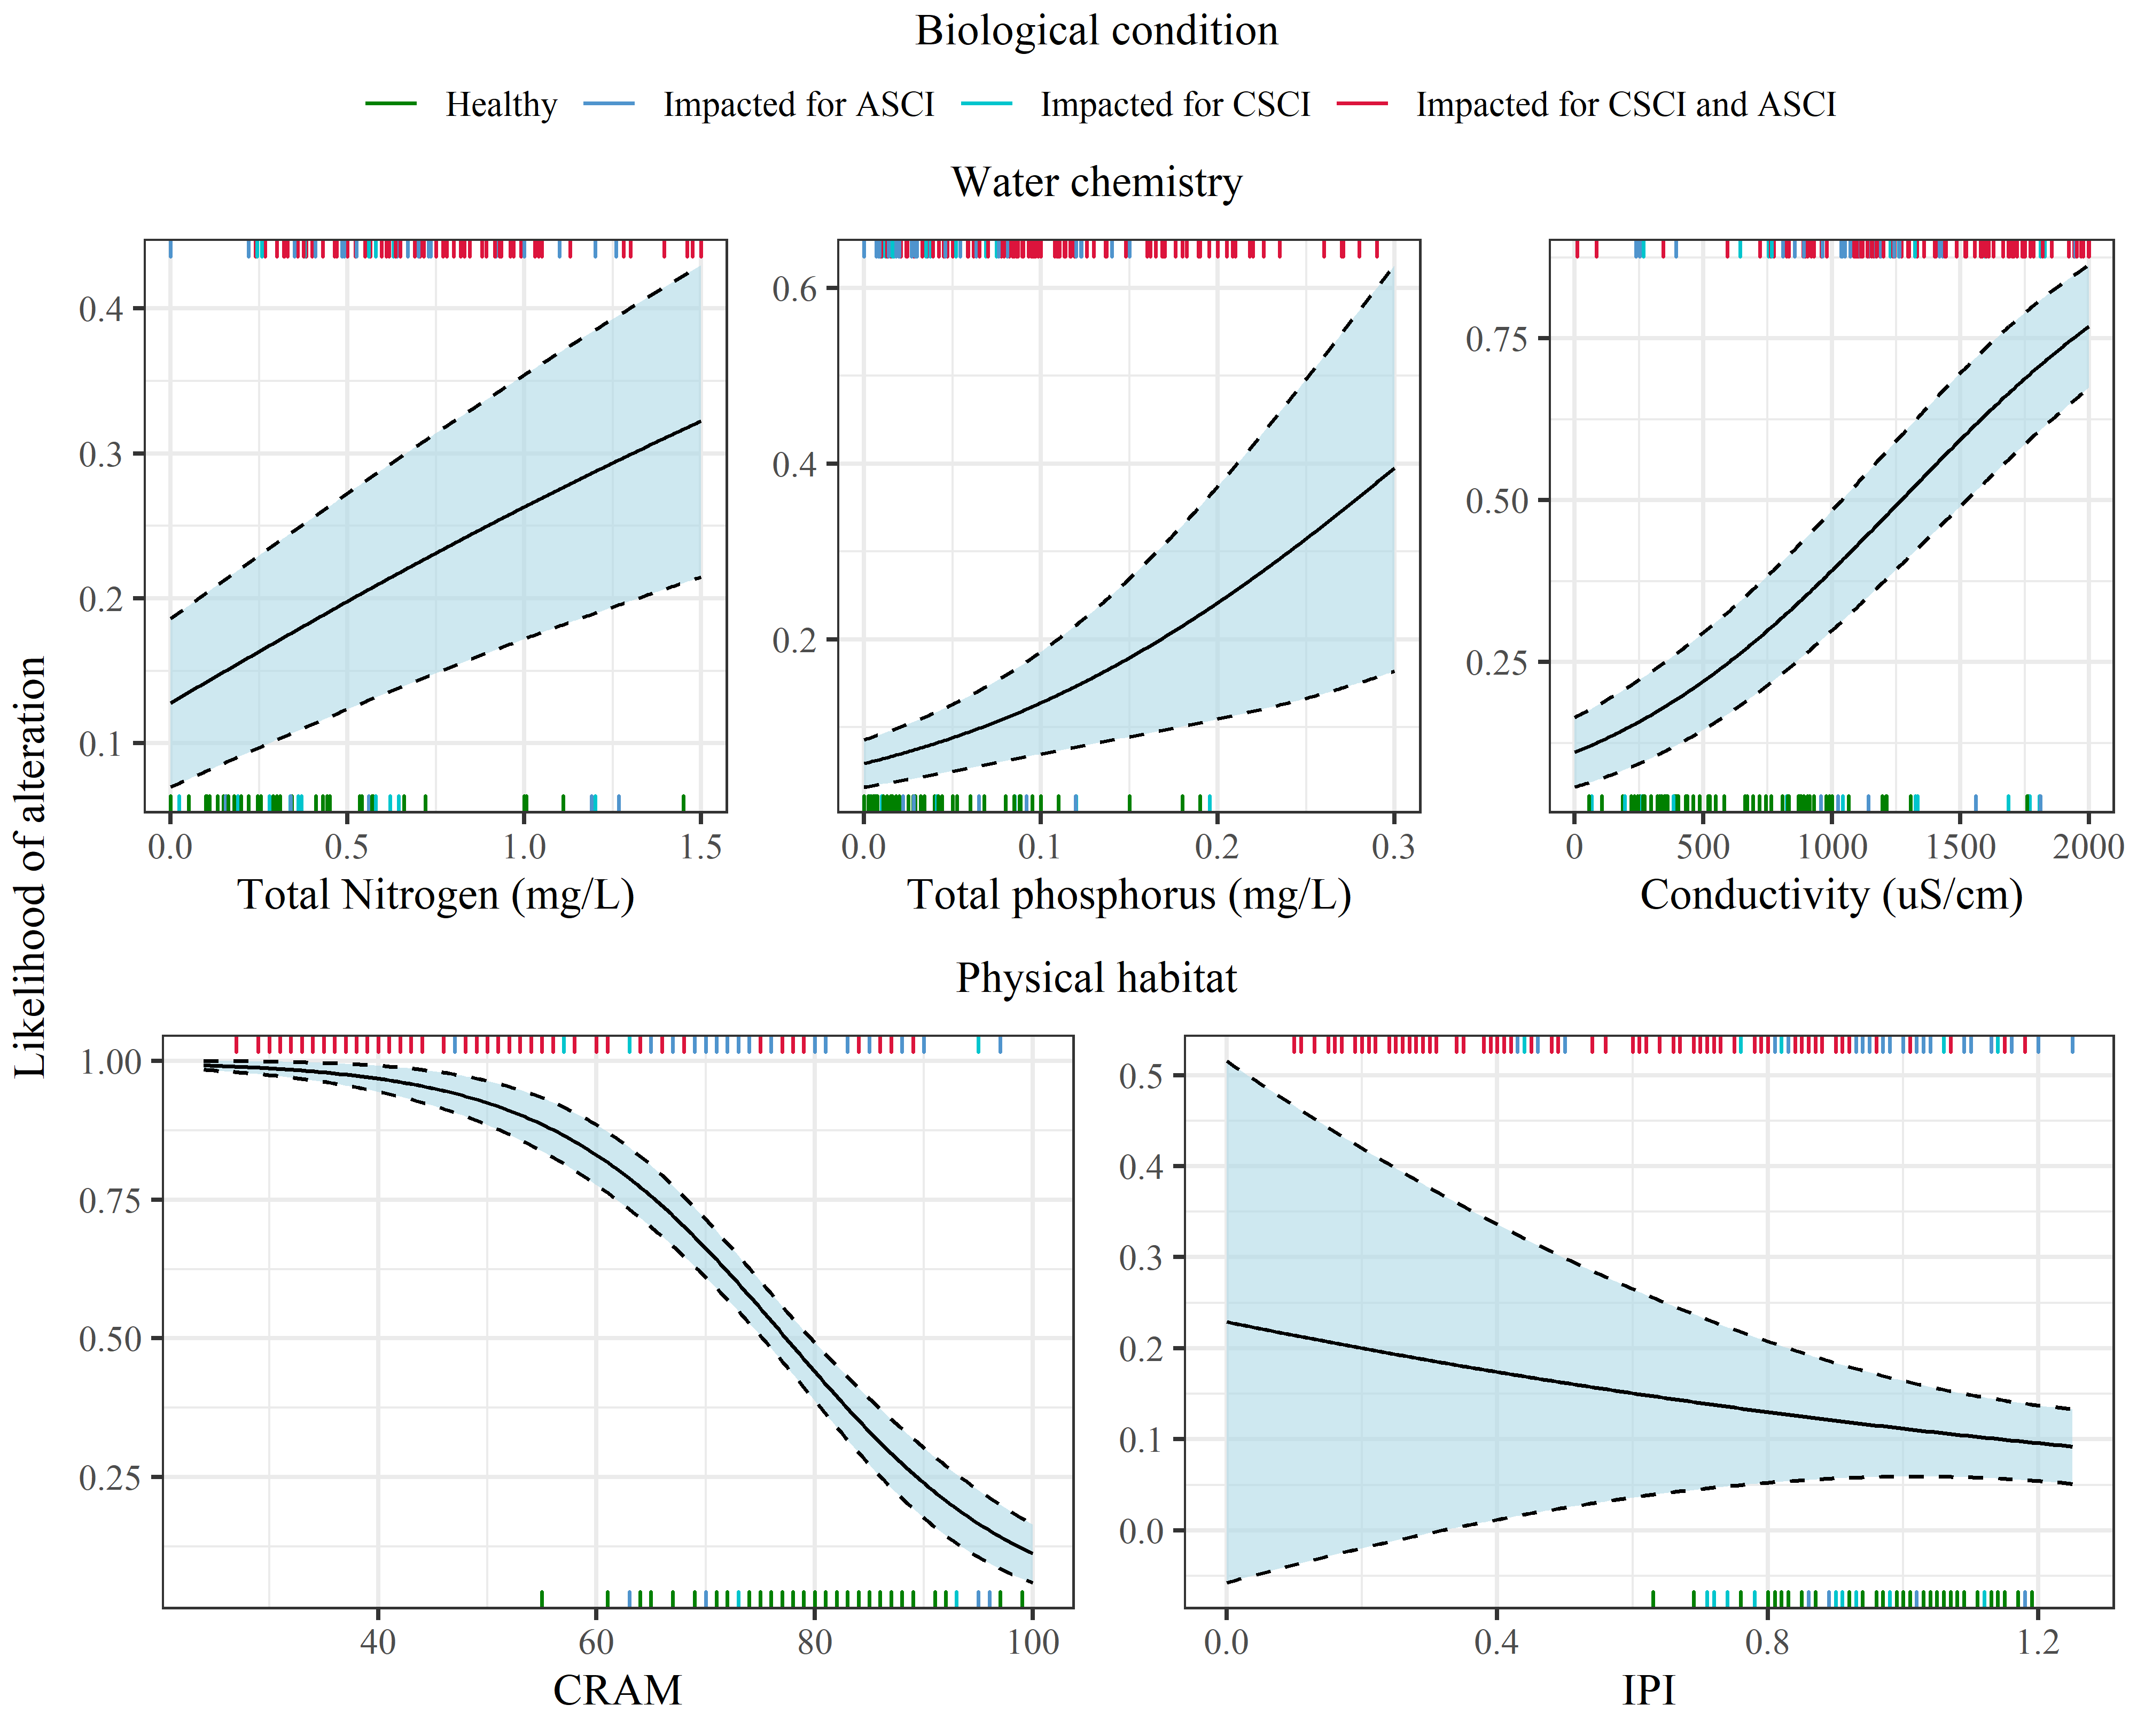 Biological condition
Healthy Impacted for ASCI Impacted for CSCI Impacted for CSCI and ASCI
Water chemistry
Likelihood of alteration
0.4
0.3
0.2
0.1
0.0 0.5 1.0 1.5
Total Nitrogen (mg/L)
0.6
0.4
0.2
0.0 0.1 0.2 0.3
Total phosphorus (mg/L)
0.75
0.50
0.25
0 500 1000 1500 2000
Conductivity (uS/cm)
Physical habitat
1.00
0.75
0.50
0.25
40 60 80 100
CRAM
0.5
0.4
0.3
0.2
0.1
0.0
0.0 0.4 0.8 1.2
IPI